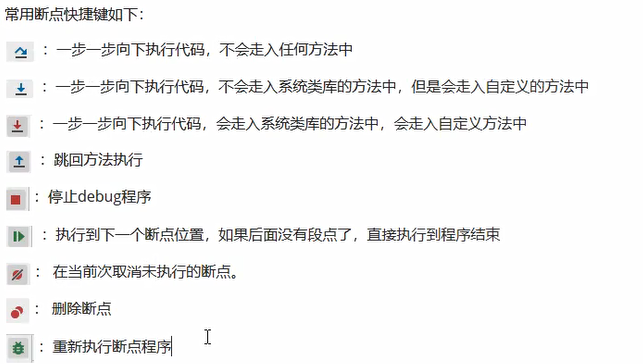 常用断点快捷键如下：
：一步一步向下执行代码，不会走入任何方法中
：一步一步向下执行代码，不会走入系统类库的方法中，但是会走入自定义的方法中
：一步一步向下执行代码，会走入系统类库的方法中，会走入自定义方法中
：跳回方法执行
：停止debug程序
：执行到下一个断点位置，如果后面没有段点了，直接执行到程序结束
：在当前次取消未执行的断点。
：删除断点
：重新执行断点程序